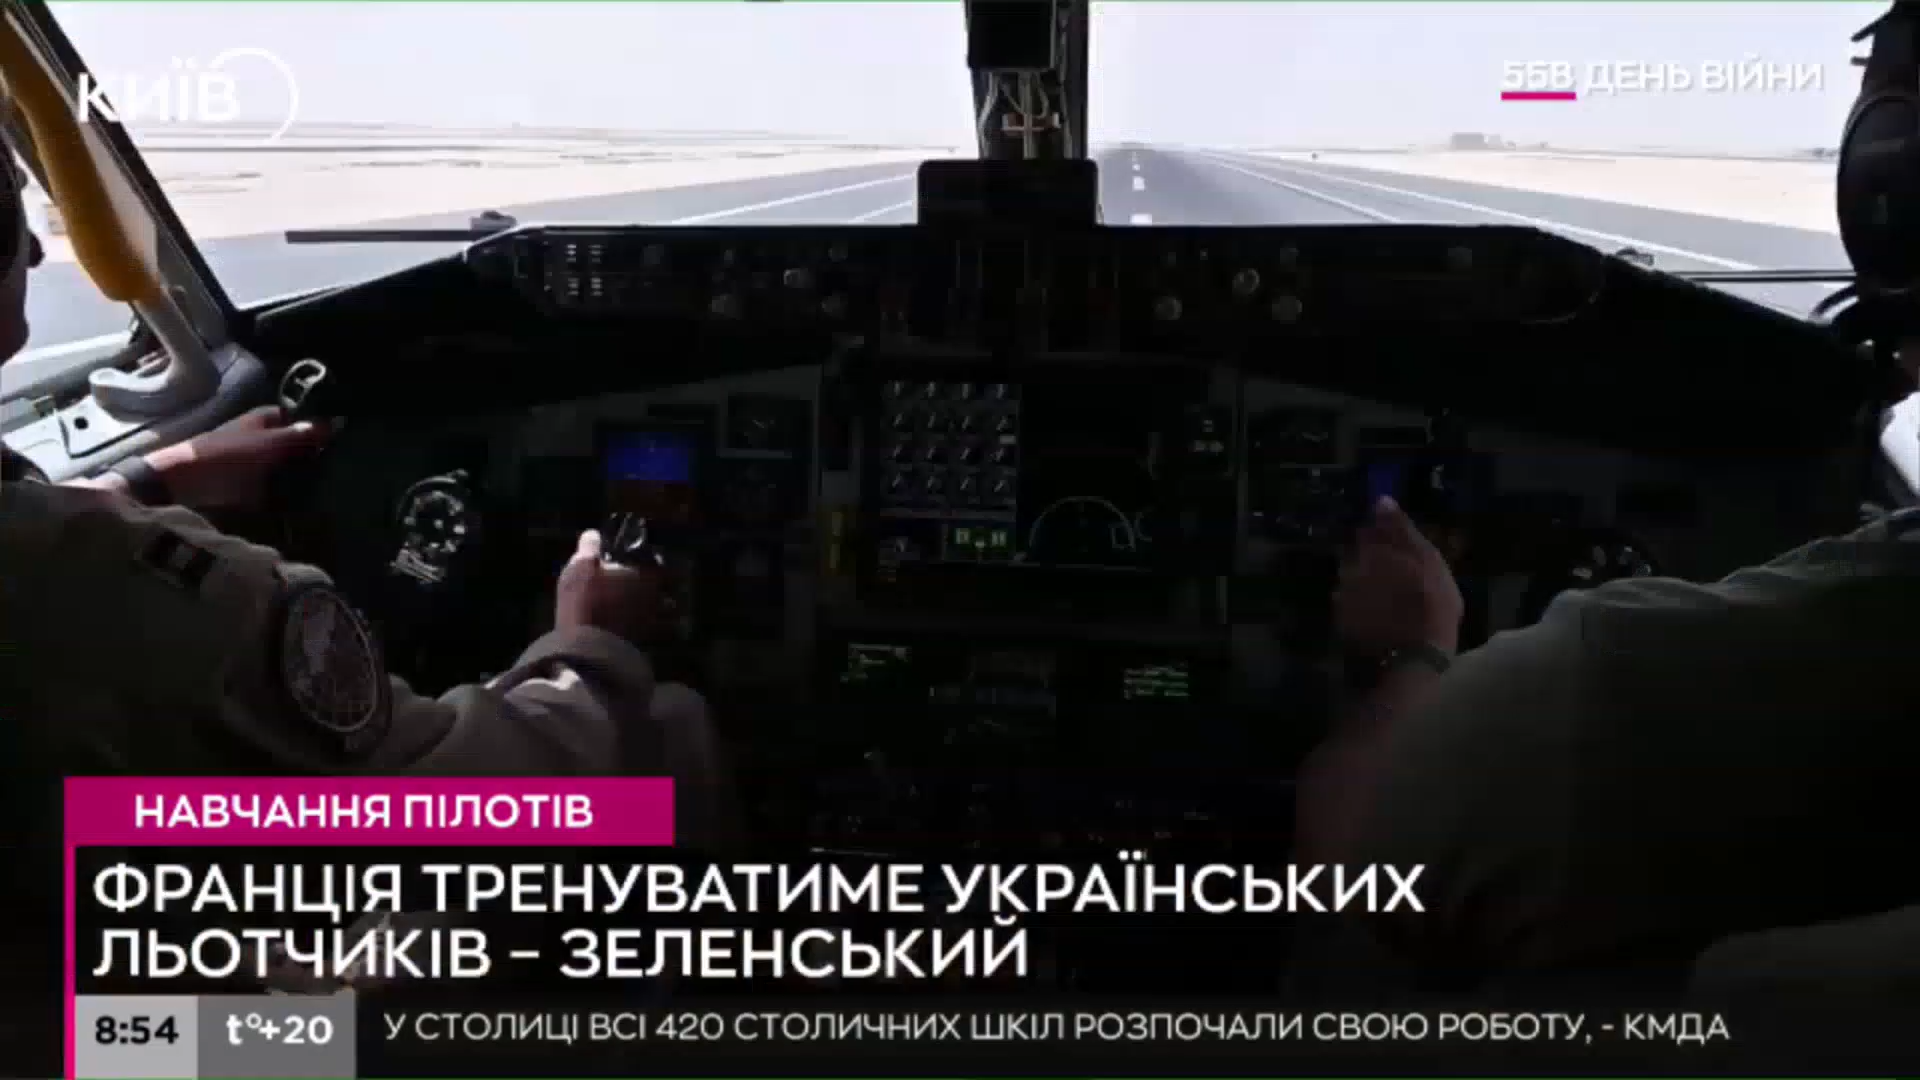 КИЇВ
558 ДЕНЬ ВІЙНИ
НАВЧАННЯ ПІЛОТІВ
ФРАНЦІЯ ТРЕНУВАТИМЕ УКРАЇНСЬКИХ
ЛЬОТЧИКІВ – ЗЕЛЕНСЬКИЙ
8:54 t°+20 У СТОЛИЦІ ВСІ 420 СТОЛИЧНИХ ШКІЛ РОЗПОЧАЛИ СВОЮ РОБОТУ, - КМДА